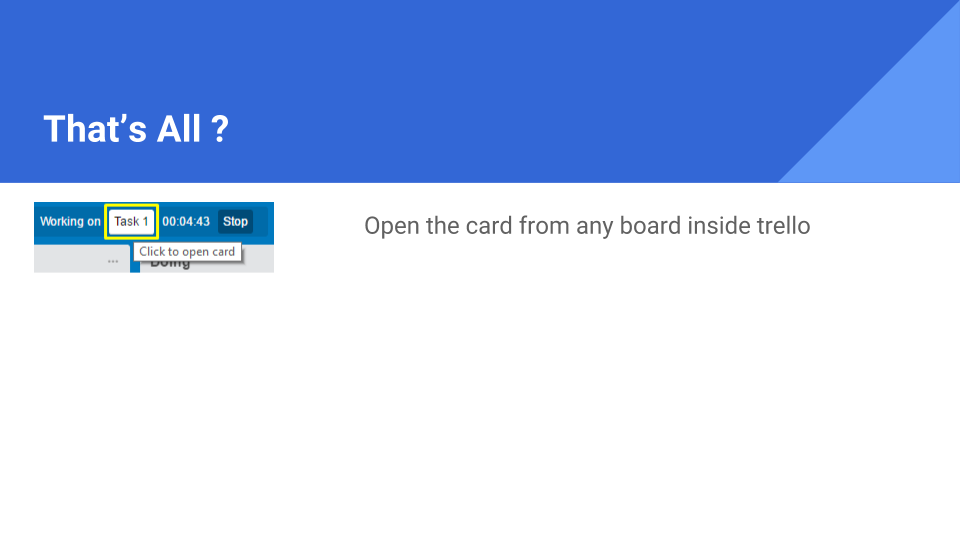 That’s All ?
Working on Task 1 00:04:43 Stop
Click to open card
... Doing
Open the card from any board inside trello